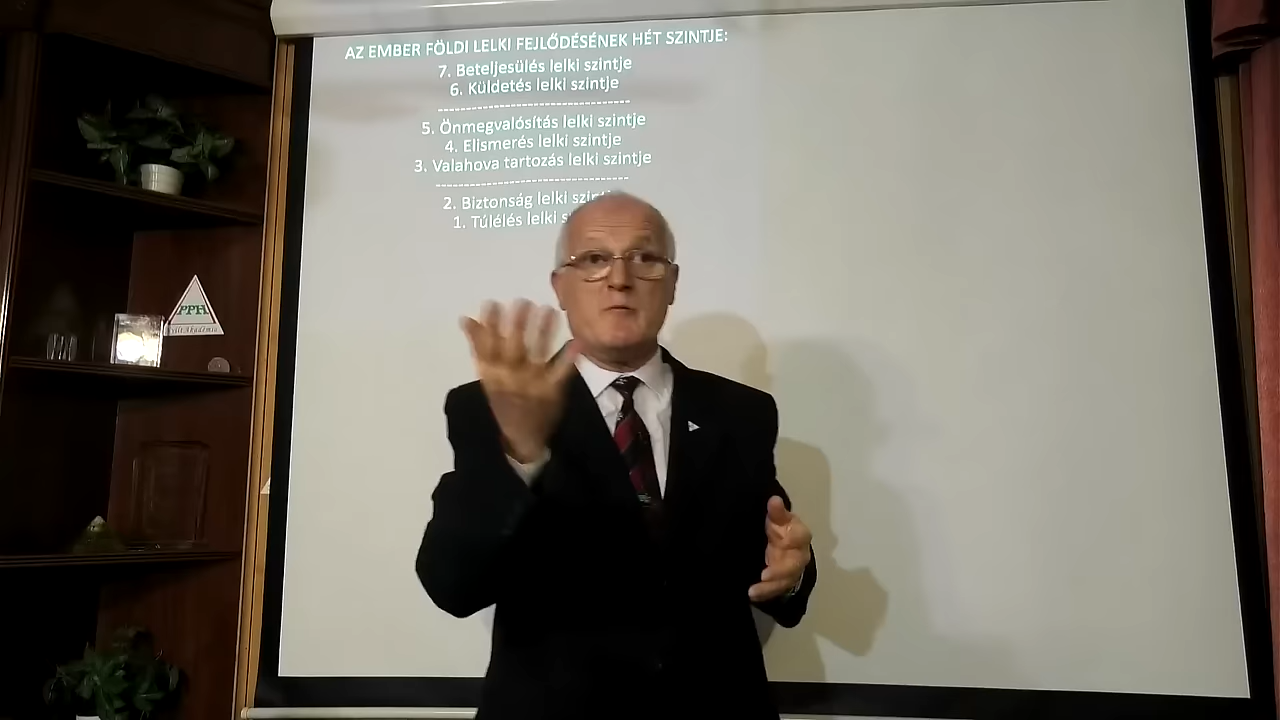 AZ EMBER FÖLDI LELKI FEJLŐDÉSÉNEK HÉT SZINTJE:
7. Beteljesülés lelki szintje
6. Küldetés lelki szintje
--------------------------------
5. Önmegvalósítás lelki szintje
4. Elismerés lelki szintje
3. Valahova tartozás lelki szintje
--------------------------------
2. Biztonság lelki
1. Túlélés lelki
PPH